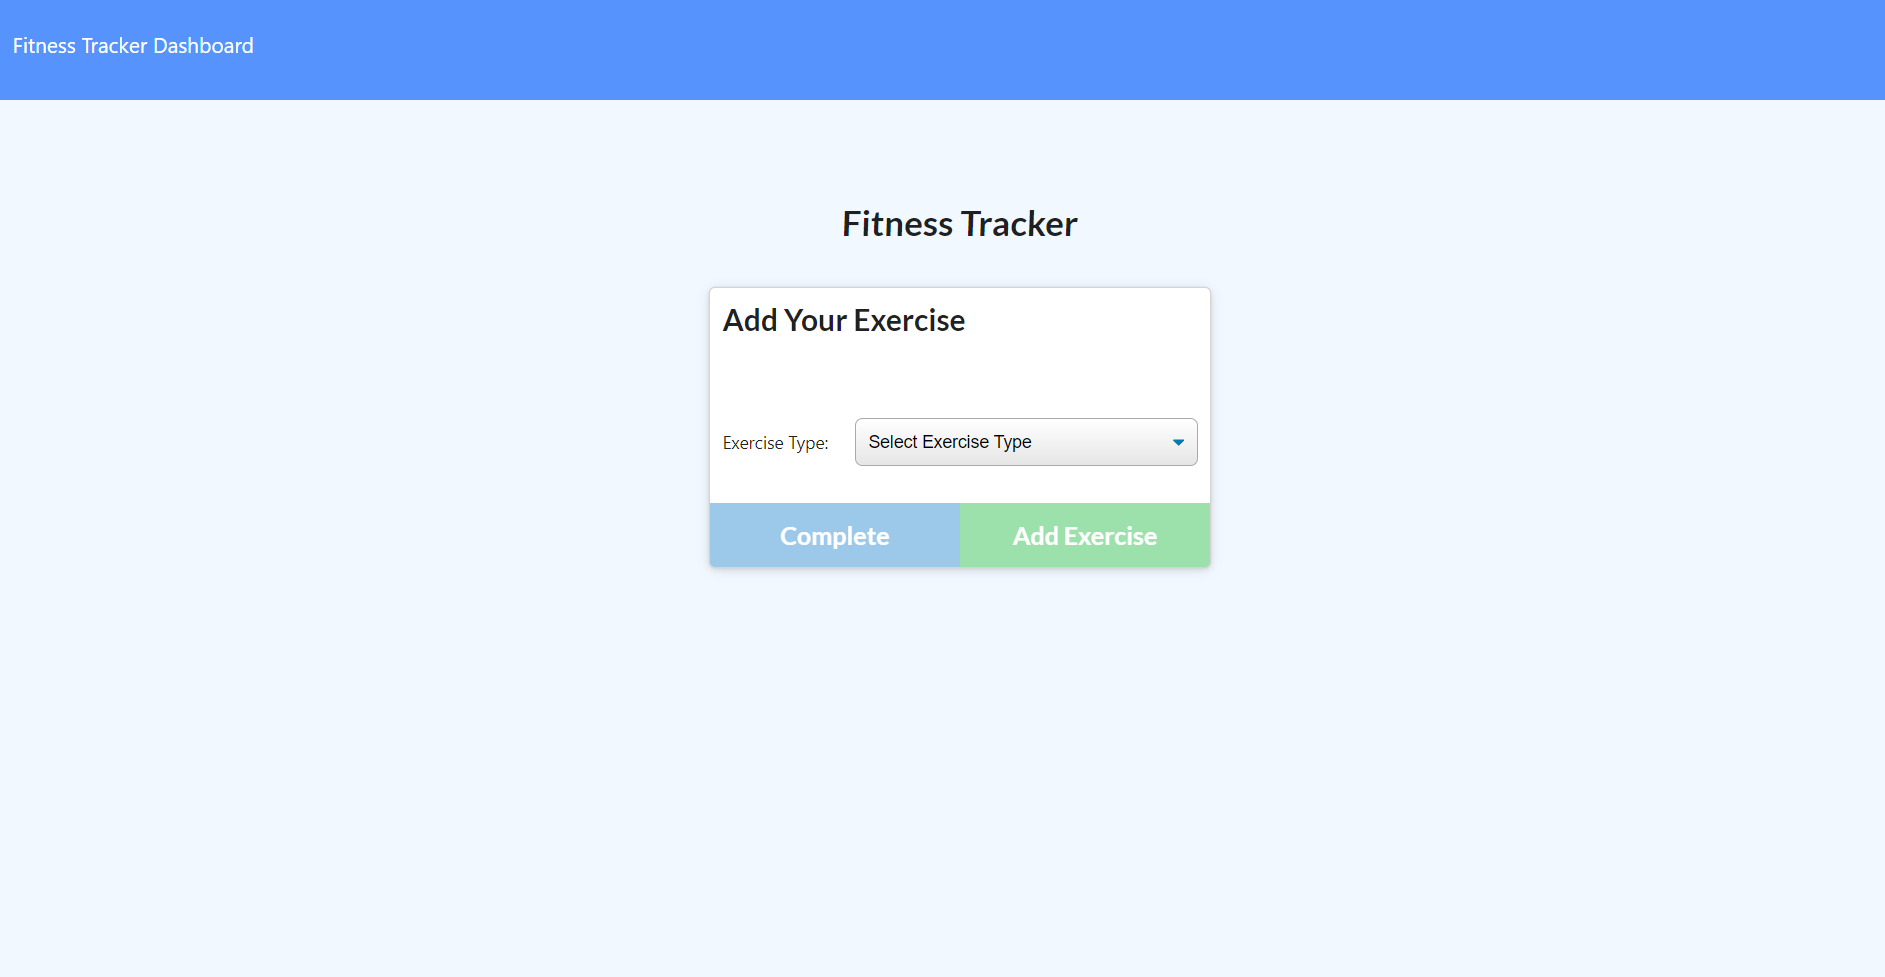 Fitness Tracker Dashboard
Fitness Tracker
Add Your Exercise
Exercise Type: Select Exercise Type
Complete Add Exercise